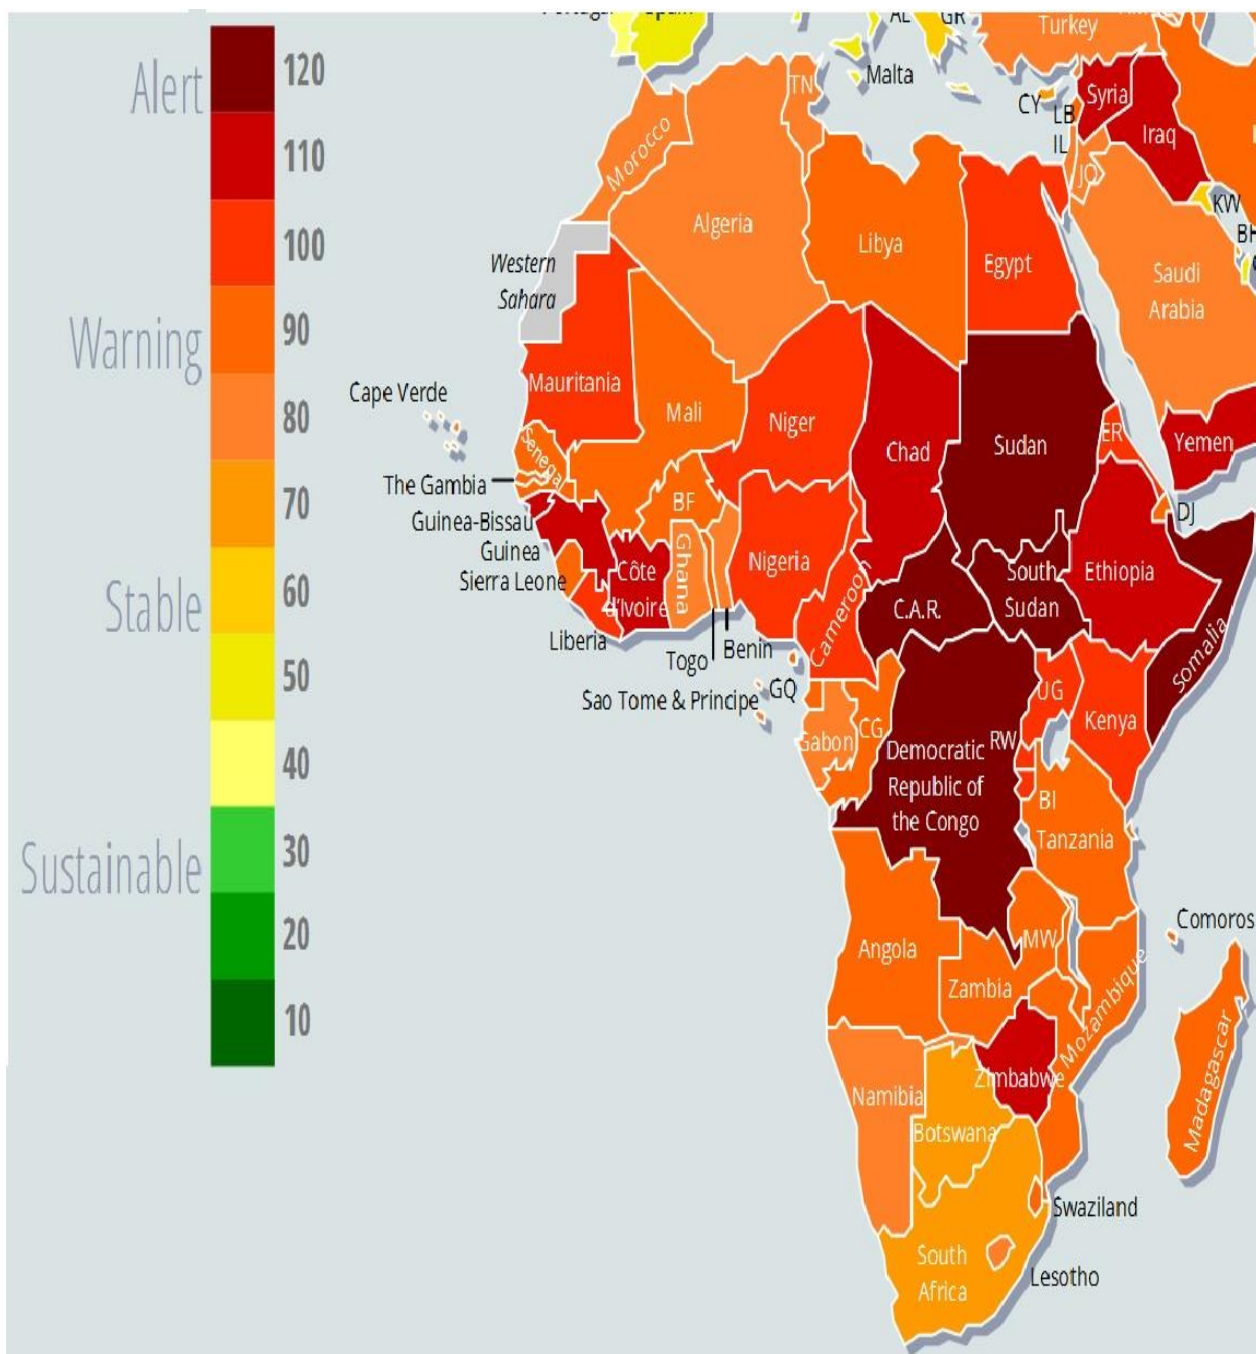 Alert
Warning
Stable
Sustainable
120
110
100
90
80
70
60
50
40
30
20
10
Spain
AL
GR
Turkey
Malta
TN
CY
LB
IL
Syria
Iraq
JO
KW
BH
Morocco
Algeria
Libya
Egypt
Saudi
Arabia
Western
Sahara
Mauritania
Mali
Niger
Chad
Sudan
ER
Yemen
Cape Verde
Senega
The Gambia
Guinea-Bissau
Guinea
Sierra Leone
Liberia
BF
Côte
d'Ivoire
Ghana
Togo
Benin
Nigeria
Cameroon
C.A.R.
South
Sudan
Ethiopia
DJ
Somalia
Sao Tome & Principe
GQ
Gabon
CG
Democratic
Republic of
the Congo
UG
RW
BI
Kenya
Tanzania
Comoros
Angola
Zambia
MW
Mozambique
Madagascar
Zimbabwe
Namibia
Botswana
South
Africa
Swaziland
Lesotho